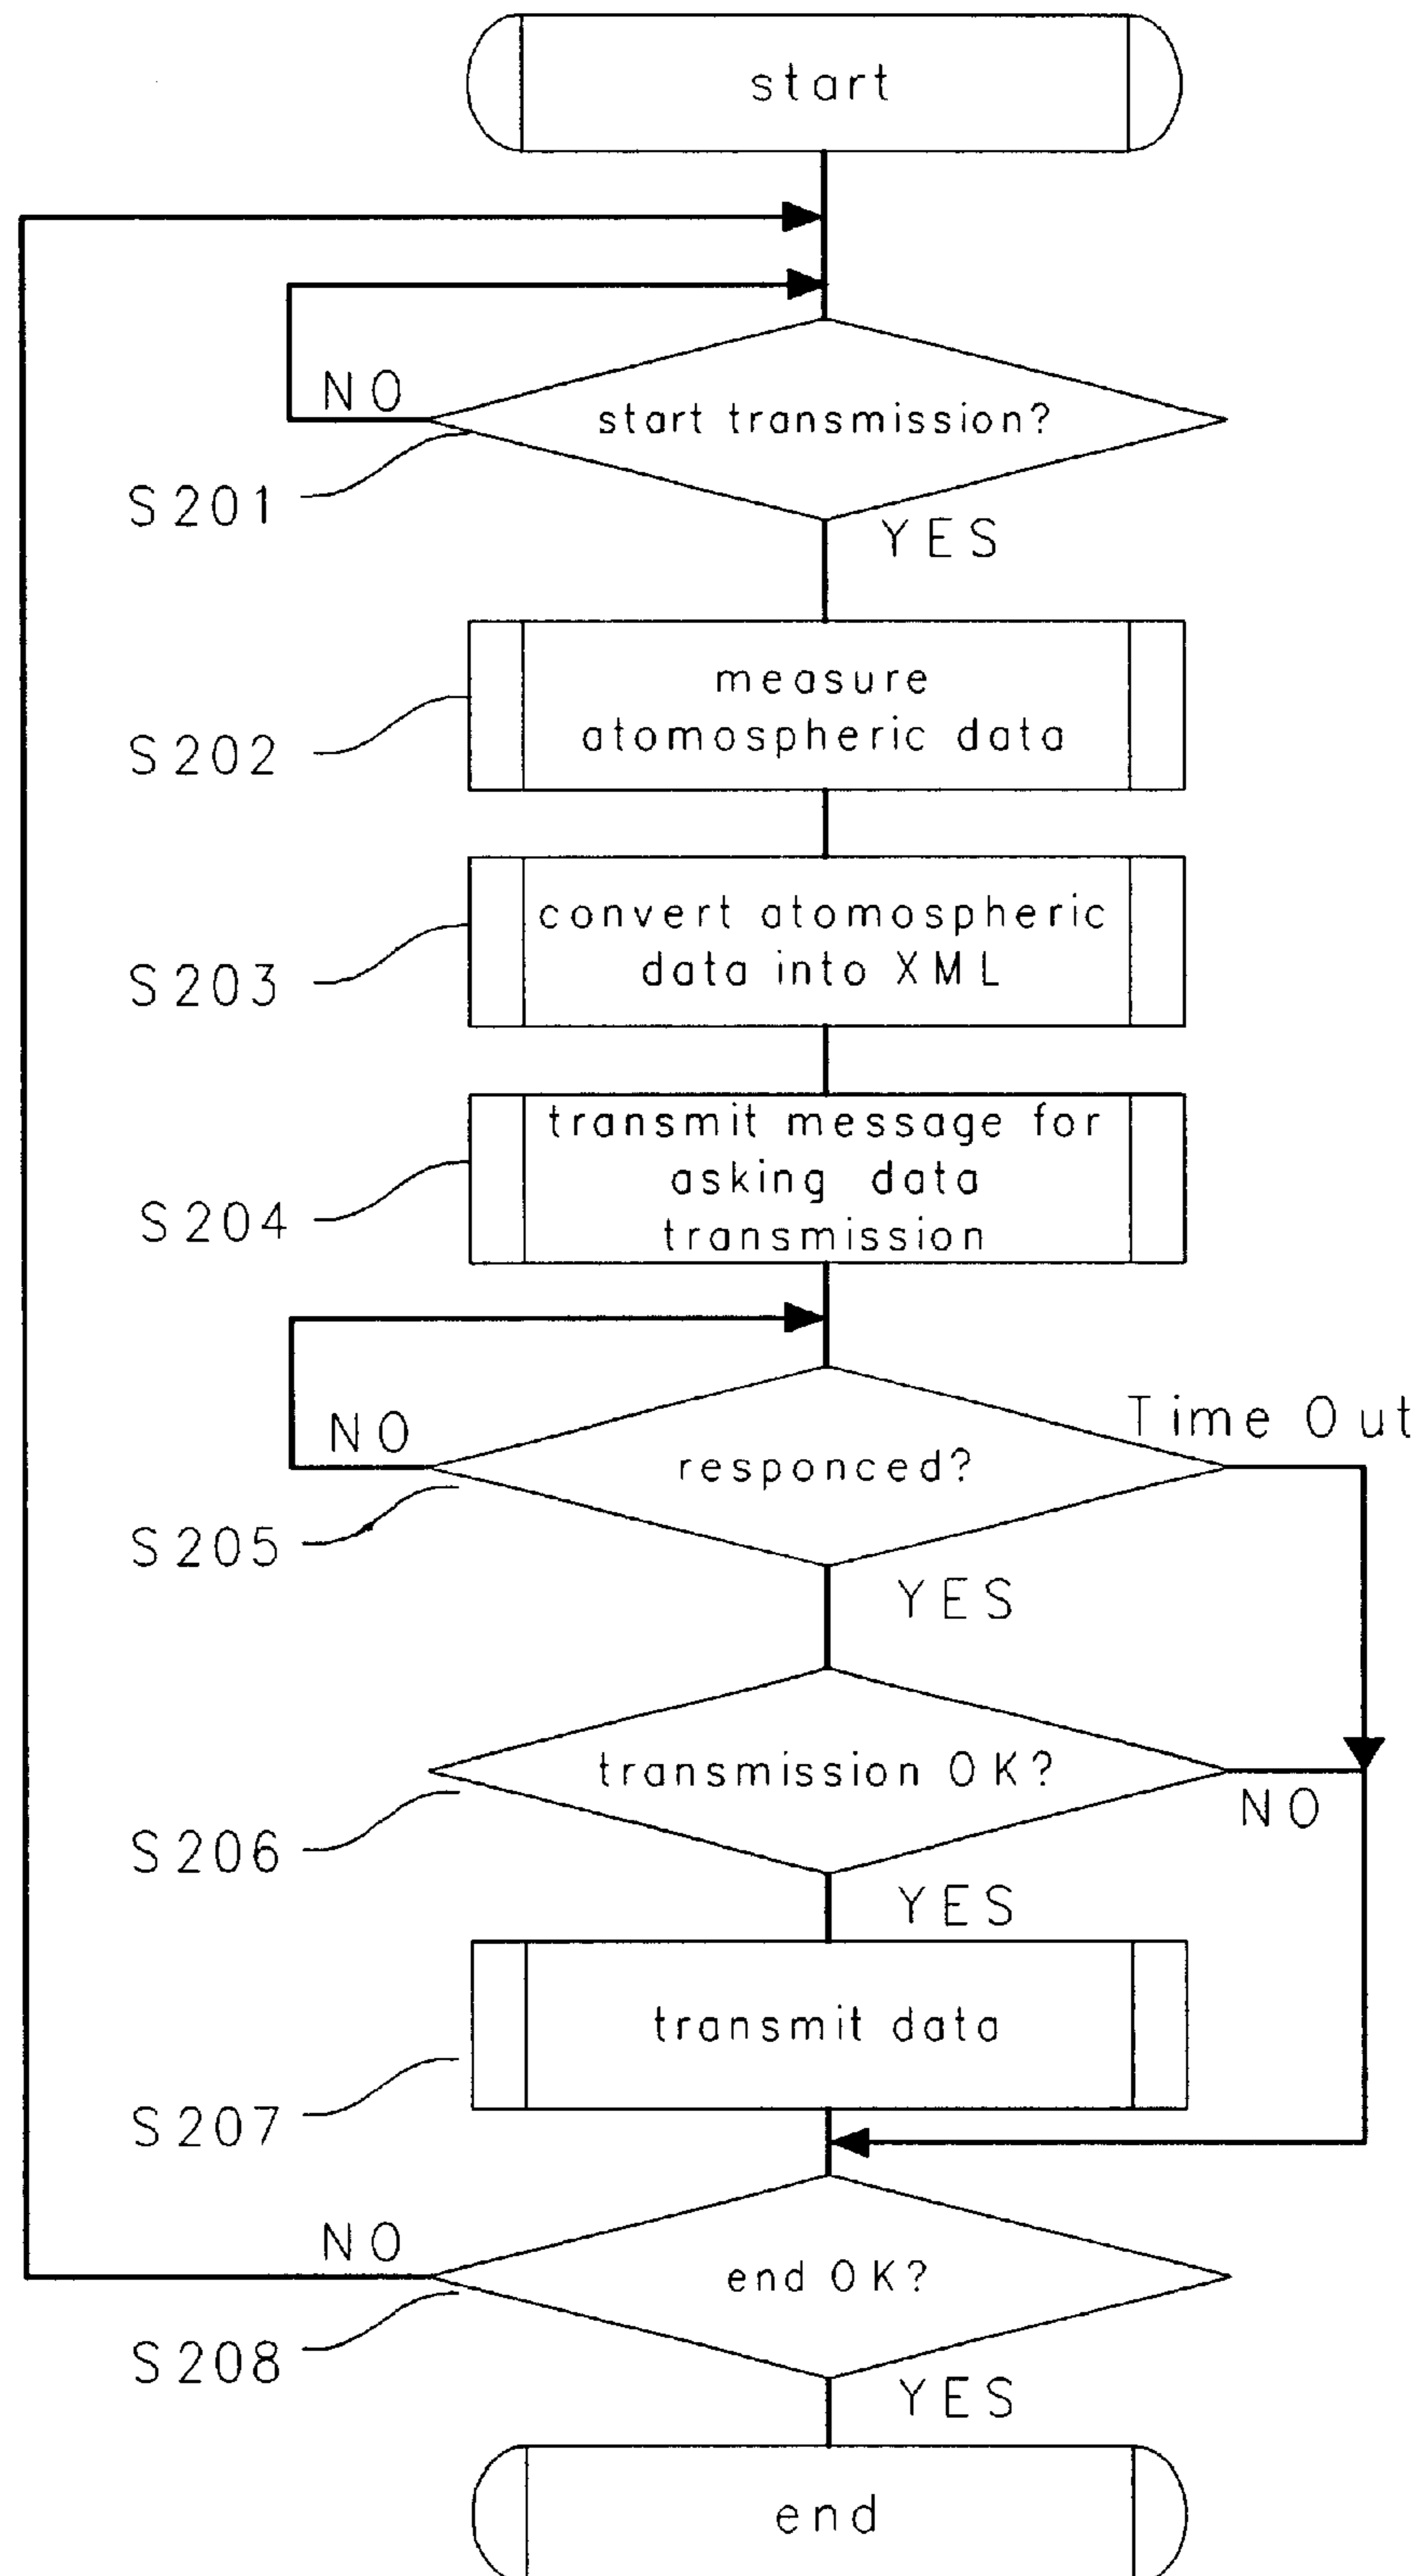 start
NO
start transmission?
S201
YES
measure
atomospheric data
S202
convert atomospheric
data into XML
S203
transmit message for
asking data
transmission
S204
Time Out
NO
responced?
S205
YES
transmission OK?
NO
S206
YES
transmit data
S207
NO
end OK?
S208
YES
end